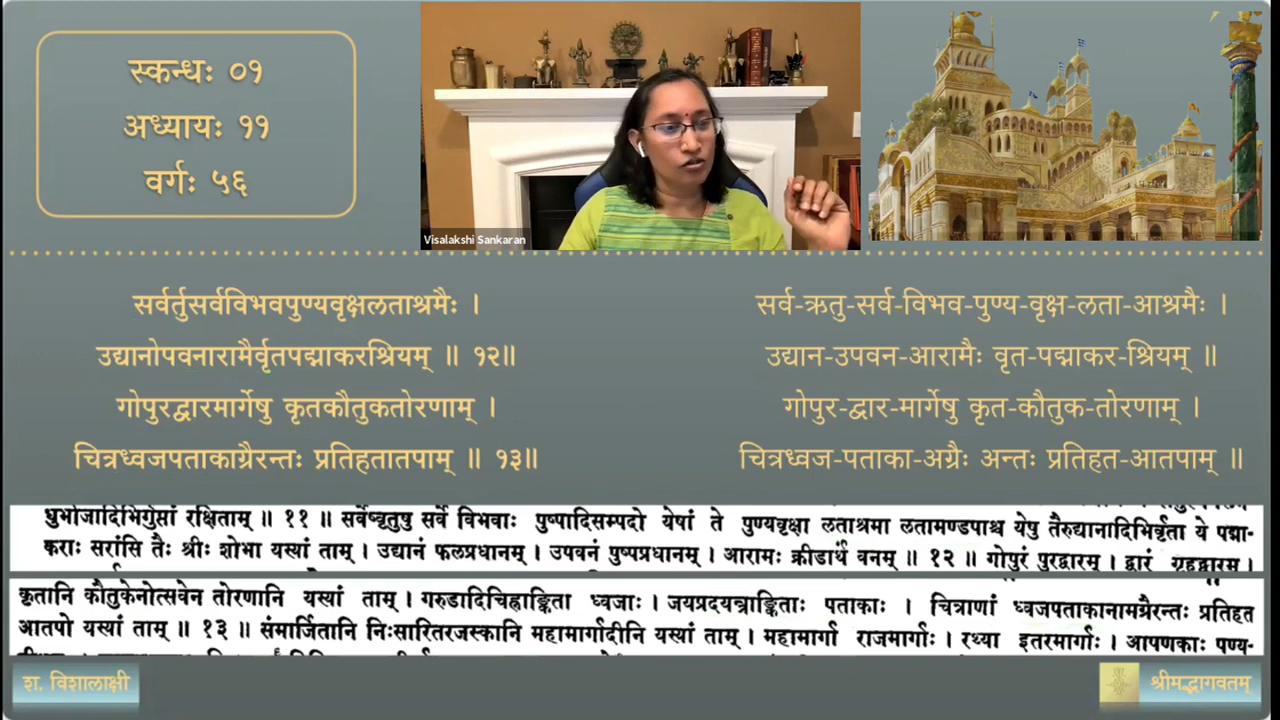 स्कन्धः ०१
अध्यायः ११
वर्गः ५६
Visalakshi Sankaran
सर्वर्तुसर्वविभवपुण्यवृक्षलताश्रमैः ।
उद्यानोपवनारामैर्वृतपद्माकरश्रियम् ॥ १२॥
गोपुरद्वारमार्गेषु कृतकौतुकतोरणाम् ।
चित्रध्वजपताकाग्रैरन्तः प्रतिहतातपाम् ॥ १३॥
सर्व-ऋतु-सर्व-विभव-पुण्य-वृक्ष-लता-आश्रमैः ।
उद्यान-उपवन-आरामैः वृत-पद्माकर-श्रियम् ॥
गोपुर-द्वार-मार्गेषु कृत-कौतुक-तोरणाम् ।
चित्रध्वज-पताका-अग्रैः अन्तः प्रतिहत-आतपाम् ॥
रक्षिताम् ॥ ११ ॥ सर्वेष्वृतुषु सर्वे विभवाः पुष्पादिसम्पदो येषां ते पुण्यवृक्षा लताश्रमा लतामण्डपाश्च येषु तैरुद्यानादिभिर्वृता ये पद्मा-
कराः सरांसि तैः श्रीः शोभा यस्यां ताम् । उद्यानं फलप्रधानम् । उपवनं पुष्पप्रधानम् । आरामः क्रीडार्थं वनम् ॥ १२ ॥ गोपुरं पुरद्वारम् । द्वारं गृहद्वारम् ।
कृतानि कौतुकेनोत्सवेन तोरणानि यस्यां ताम् । गरुडादिचिह्नाङ्किता ध्वजाः । जयप्रदयन्त्राङ्किताः पताकाः । चित्राणां ध्वजपताकानामग्रैरन्तः प्रतिहत
आतपो यस्यां ताम् ॥ १३ ॥ संमार्जितानि निःसारितरजस्कानि महामार्गादीनि यस्यां ताम् । महामार्गा राजमार्गाः । रथ्या इतरमार्गाः । आपणकाः पण्य-
श. विशालाक्षी
श्रीमद्भागवतम्